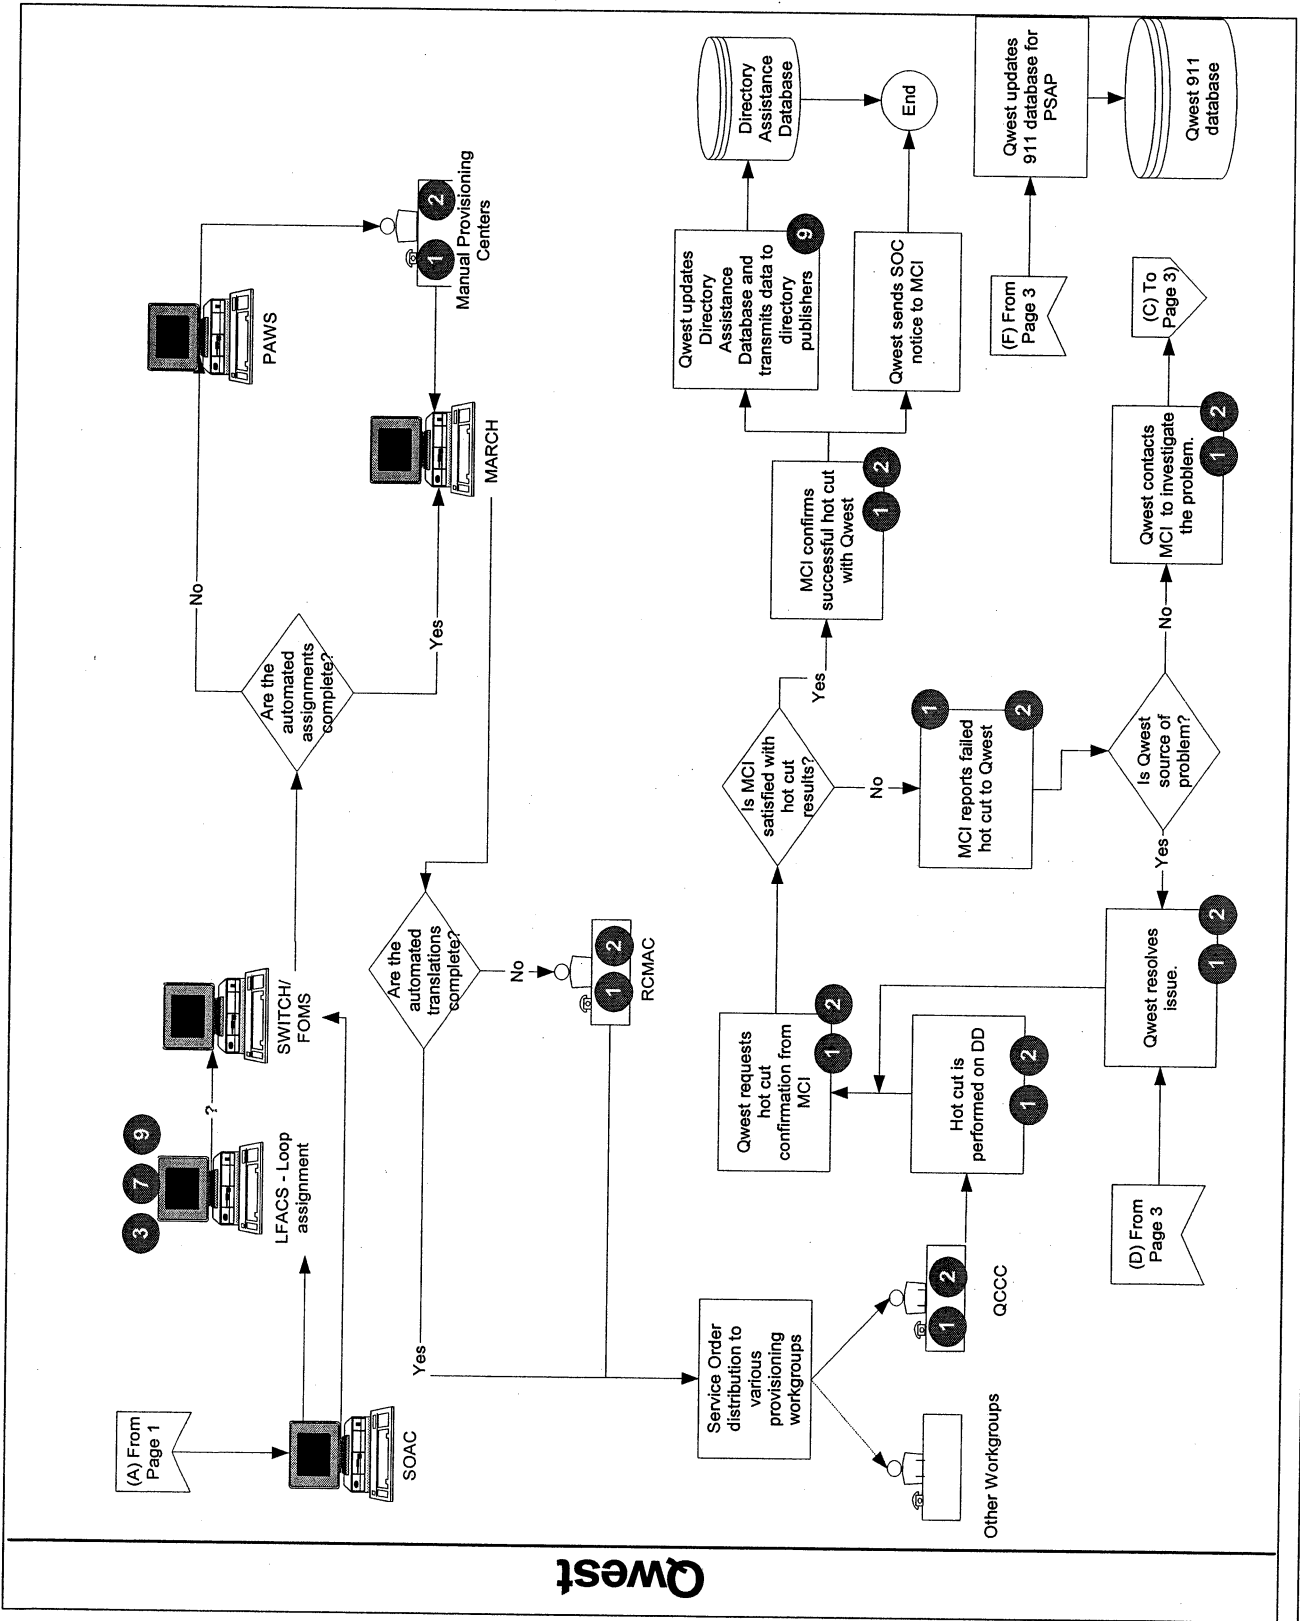 Qwest
(A) From
Page 1
SOAC
3
7
9
LFACS - Loop
assignment
?
SWITCH/
FOMS
Are the
automated
assignments
complete?
No
Yes
PAWS
1
2
Manual Provisioning
Centers
MARCH
Are the
automated
translations
complete?
Yes
No
1
2
RCMAC
Service Order
distribution to
various
provisioning
workgroups
Other Workgroups
1
2
QCCC
Hot cut is
performed on DD
1
2
Qwest requests
hot cut
confirmation from
MCI
1
2
Is MCI
satisfied with
hot cut
results?
Yes
No
MCI confirms
successful hot cut
with Qwest
1
2
Qwest updates
Directory
Assistance
Database and
transmits data to
directory
publishers
9
Directory
Assistance
Database
Qwest sends SOC
notice to MCI
End
MCI reports failed
hot cut to Qwest
1
2
(D) From
Page 3
Qwest resolves
issue.
1
2
Yes
Is Qwest
source of
problem?
No
Qwest contacts
MCI to investigate
the problem.
1
2
(C) To
Page 3)
(F) From
Page 3
Qwest updates
911 database for
PSAP
Qwest 911
database